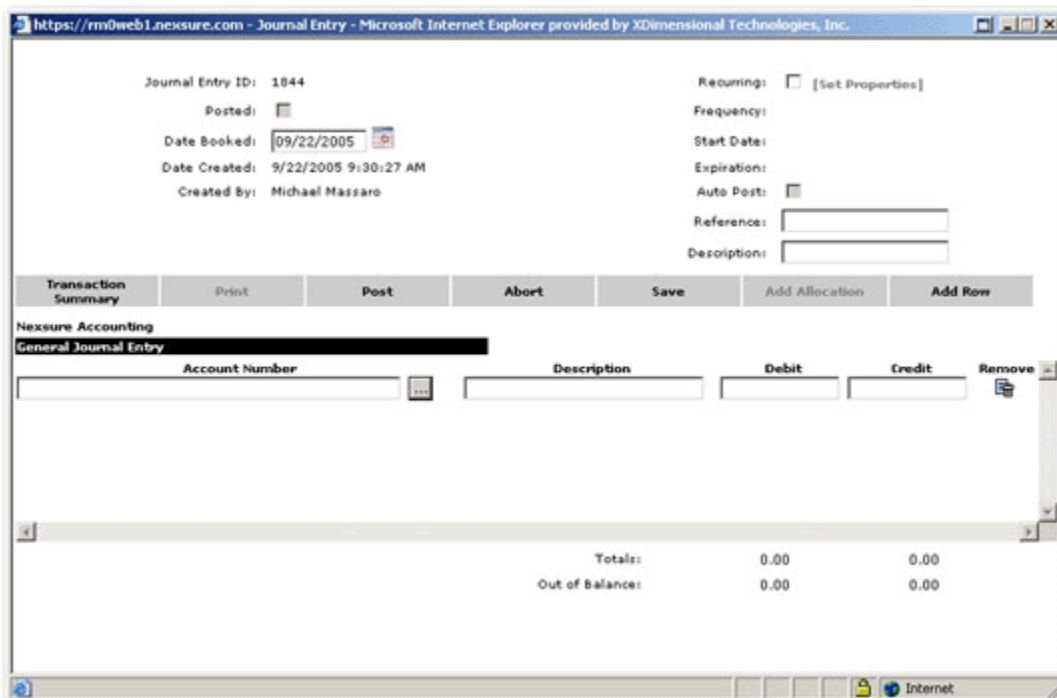 https://rm0web1.nexsure.com - Journal Entry - Microsoft Internet Explorer provided by XDimensional Technologies, Inc.
Journal Entry ID: 1844
Recurring: [Set Properties]
Posted:
Frequency:
Date Booked: 09/22/2005
Start Date:
Date Created: 9/22/2005 9:30:27 AM
Expiration:
Created By: Michael Massaro
Auto Post:
Reference:
Description:
Transaction Summary Print Post Abort Save Add Allocation Add Row
Nexsure Accounting
General Journal Entry
Account Number Description Debit Credit Remove
...
Totals: 0.00 0.00
Out of Balance: 0.00 0.00
Internet